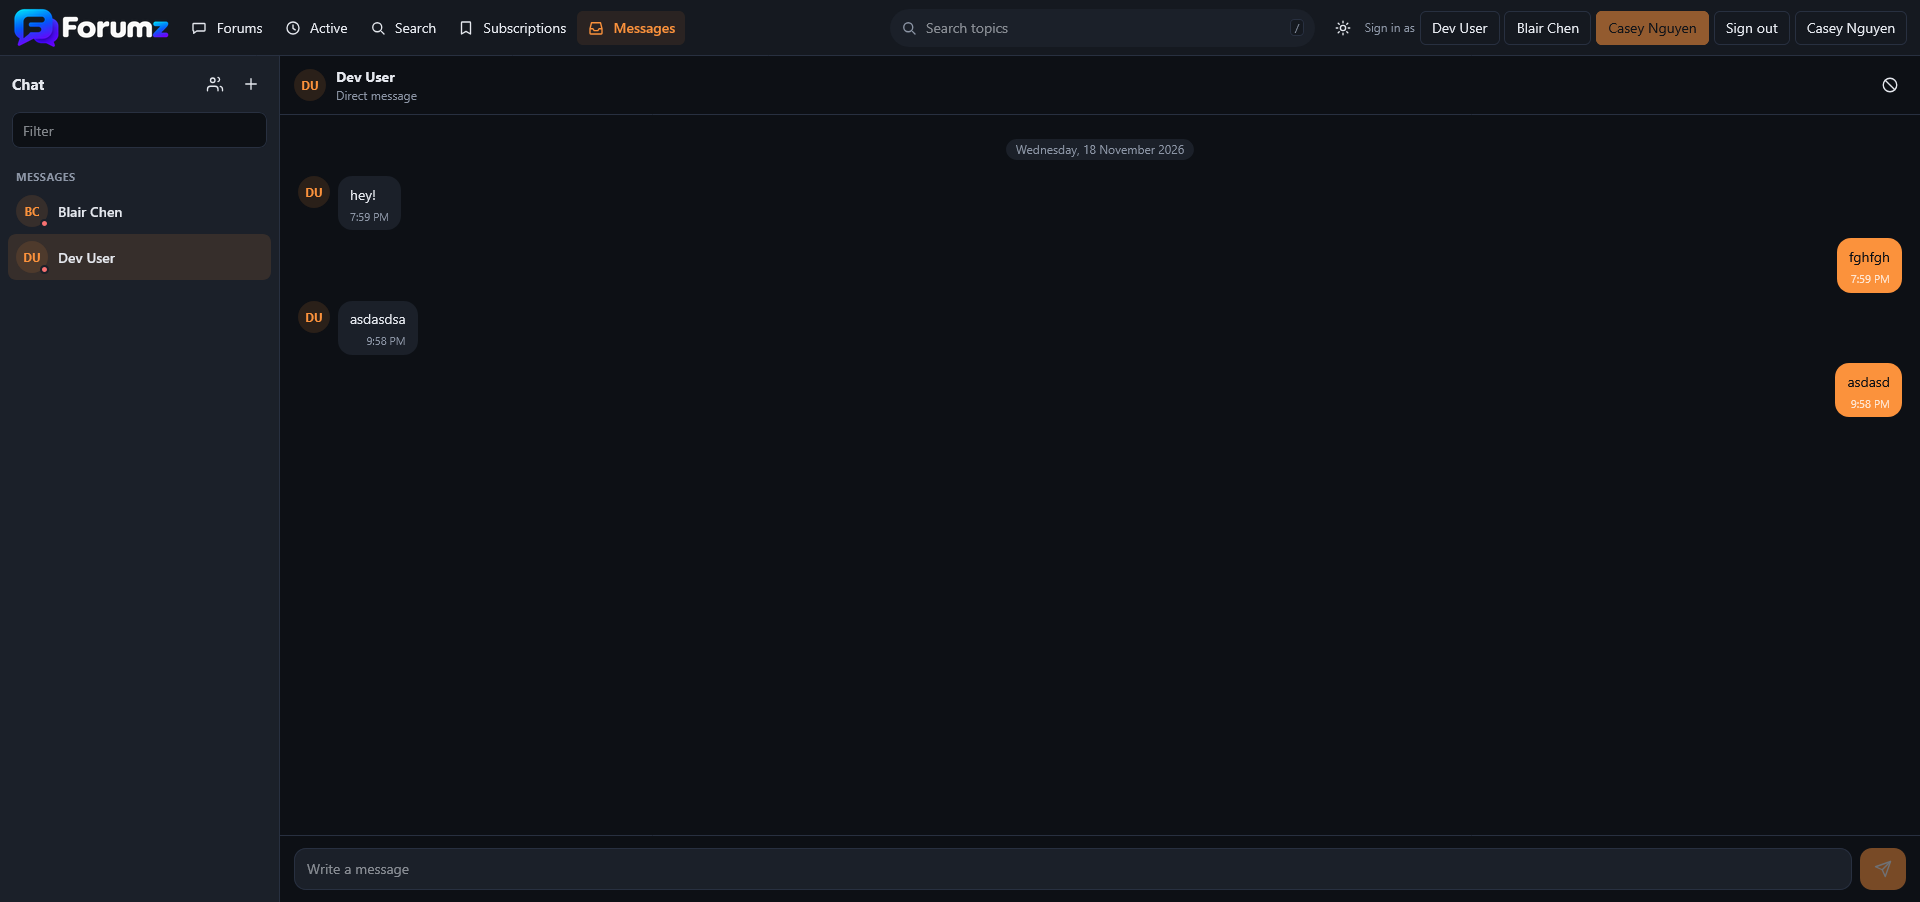 Forumz Forums Active Search Subscriptions Messages Search topics / Sign in as Dev User Blair Chen Casey Nguyen Sign out Casey Nguyen
Chat
Filter
MESSAGES
BC Blair Chen
DU Dev User
DU Dev User
Direct message
Wednesday, 18 November 2026
DU hey!
7:59 PM
fghfgh
7:59 PM
DU asdasdsa
9:58 PM
asdasd
9:58 PM
Write a message